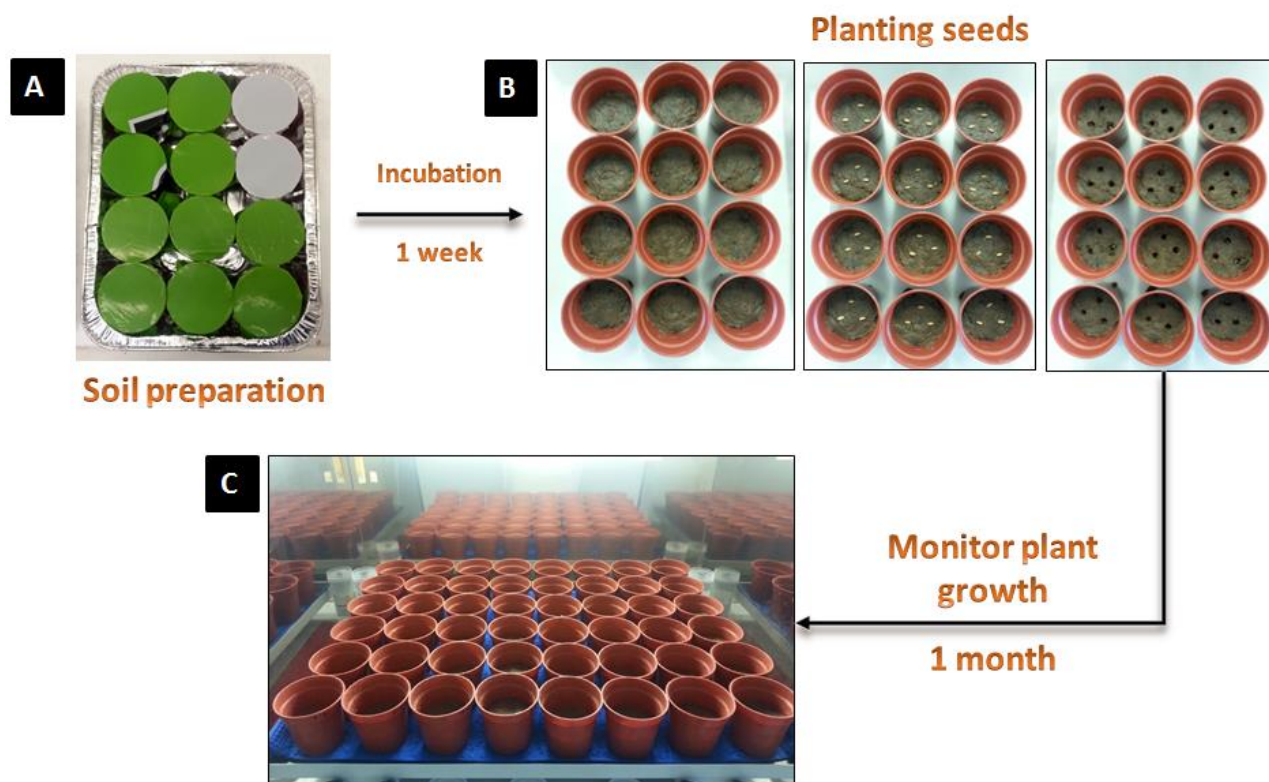 Planting seeds
A
B
Incubation
1 week
Soil preparation
C
Monitor plant
growth
1 month